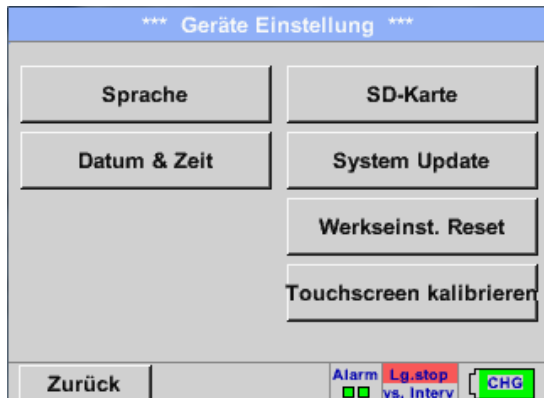 *** Geräte Einstellung ***
Sprache
SD-Karte
Datum & Zeit
System Update
Werkseinst. Reset
Touchscreen kalibrieren
Zurück
Alarm
Lg.stop
ys. Interv
CHG